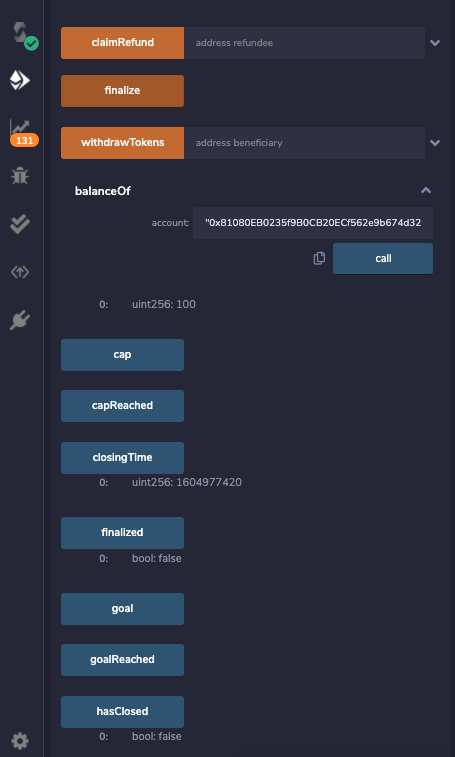 claimRefund address refundee
finalize
131
withdrawTokens address beneficiary
balanceOf
account: "0x81080EB0235f9B0CB20ECf562e9b674d32
call
0: uint256: 100
cap
capReached
closingTime
0: uint256: 1604977420
finalized
0: bool: false
goal
goalReached
hasClosed
0: bool: false